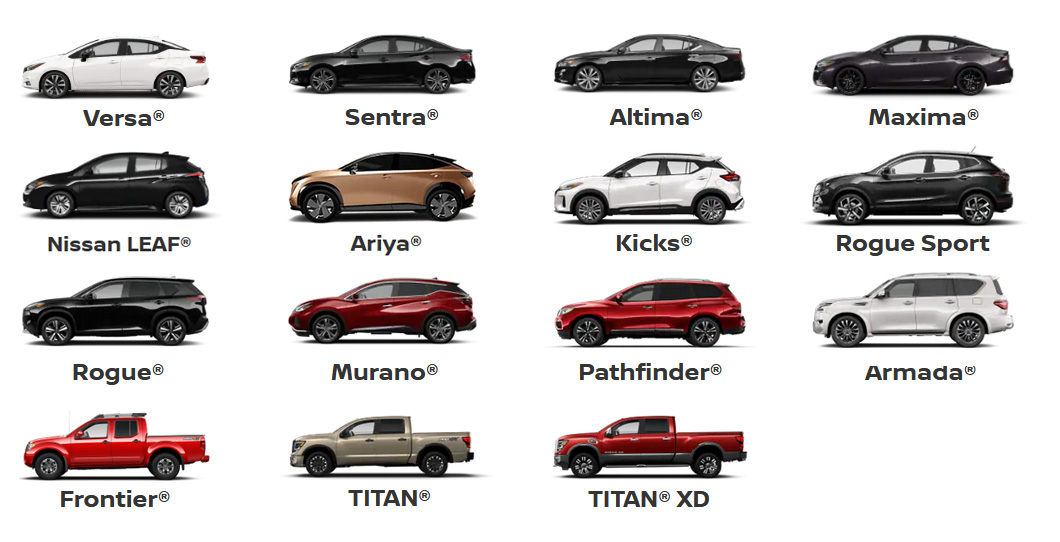 Versa®
Sentra®
Altima®
Maxima®
Nissan LEAF®
Ariya®
Kicks®
Rogue Sport
Rogue®
Murano®
Pathfinder®
Armada®
Frontier®
TITAN®
TITAN® XD